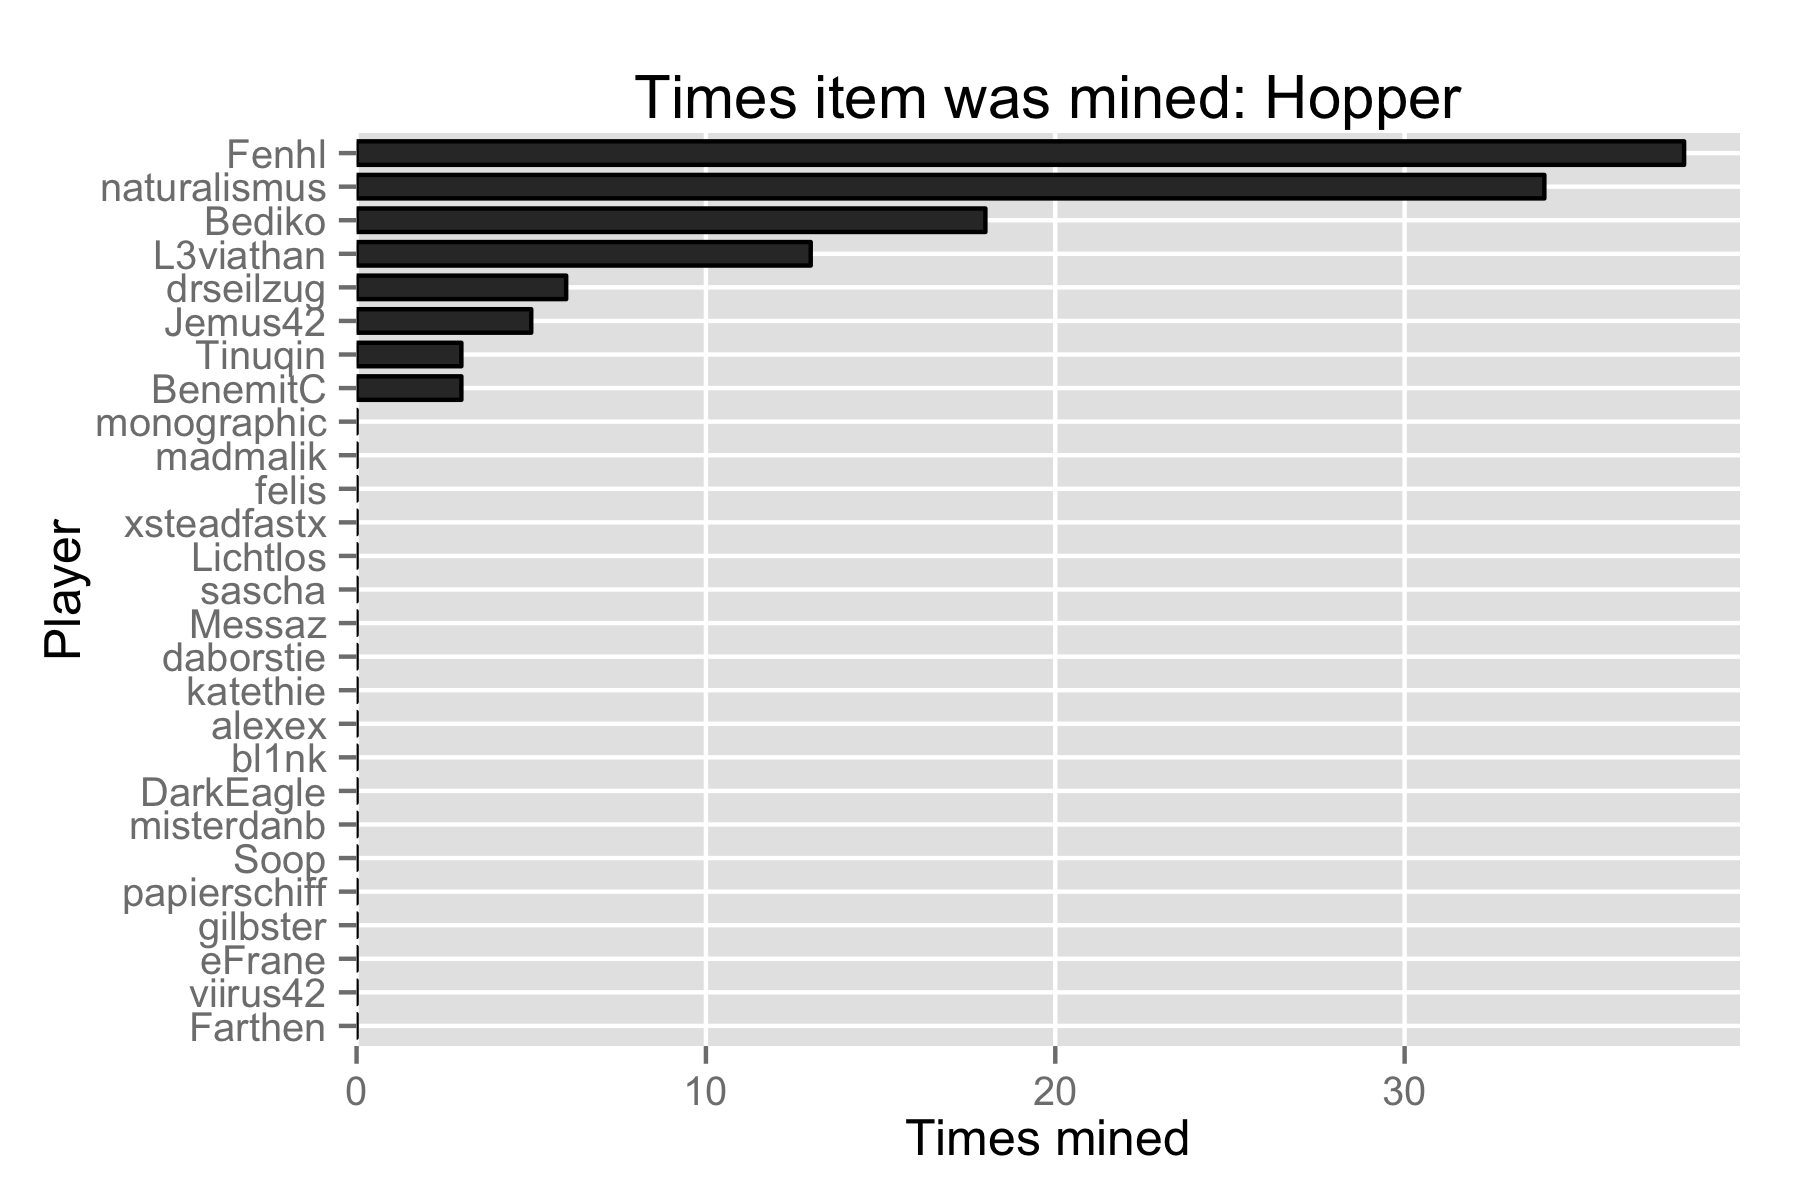 Times item was mined: Hopper
Fenhl
naturalismus
Bediko
L3viathan
drseilzug
Jemus42
Tinuqin
BenemitC
monographic
madmalik
felis
xsteadfastx
Lichtlos
sascha
Messaz
daborstie
katethie
alexex
bl1nk
DarkEagle
misterdanb
Soop
papierschiff
gilbster
eFrane
viirus42
Farthen
Player
0 10 20 30
Times mined